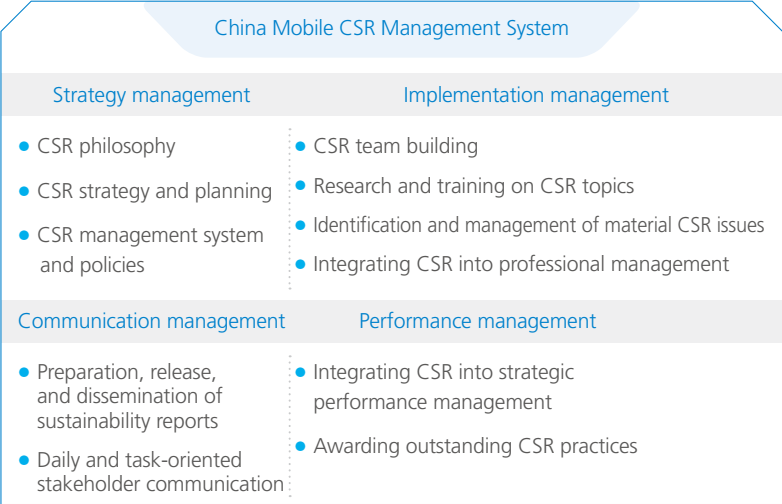 China Mobile CSR Management System
Strategy management
CSR philosophy
CSR strategy and planning
CSR management system
and policies
Implementation management
CSR team building
Research and training on CSR topics
Identification and management of material CSR issues
Integrating CSR into professional management
Communication management
Preparation, release,
and dissemination of
sustainability reports
Daily and task-oriented
stakeholder communication
Performance management
Integrating CSR into strategic
performance management
Awarding outstanding CSR practices